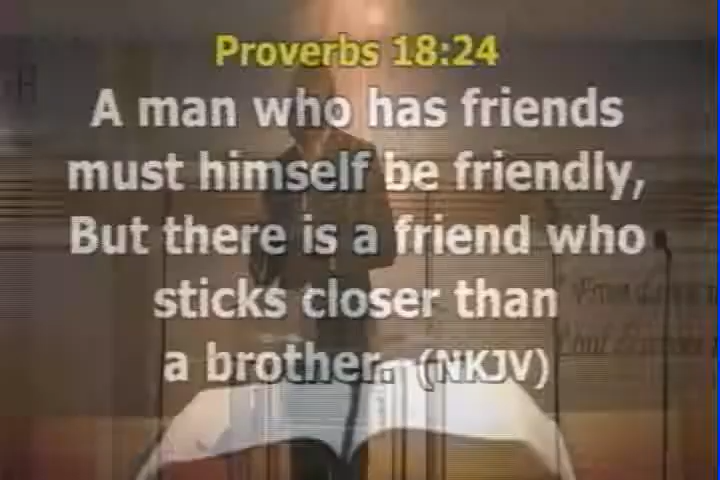 Proverbs 18:24
A man who has friends
must himself be friendly,
But there is a friend who
sticks closer than
a brother. (NKJV)